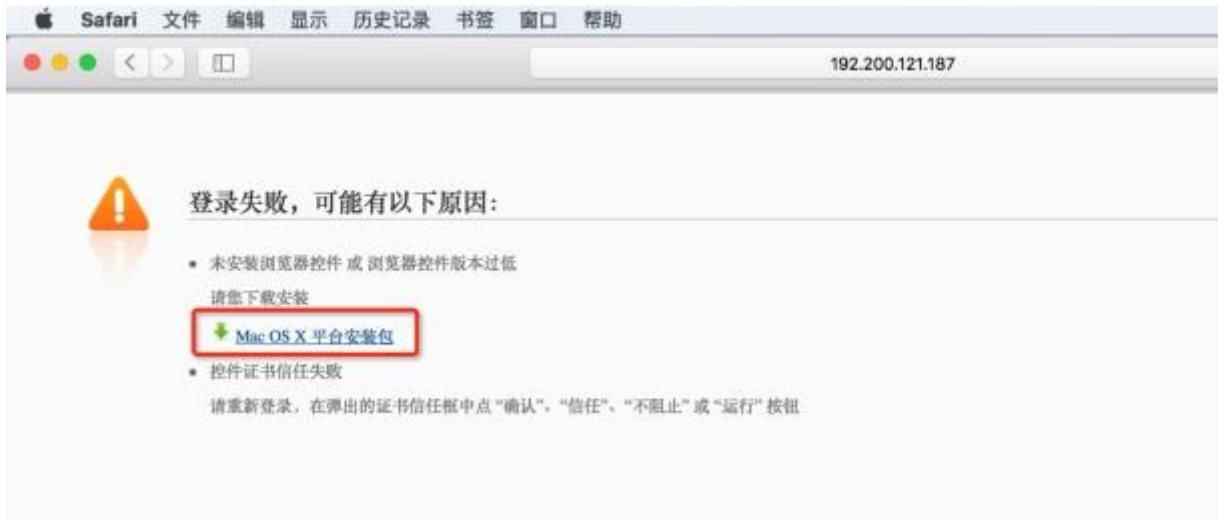 Safari 文件 编辑 显示 历史记录 书签 窗口 帮助
192.200.121.187
登录失败，可能有以下原因：
• 未安装浏览器控件 或 浏览器控件版本过低
请您下载安装
Mac OS X 平台安装包
• 控件证书信任失败
请重新登录，在弹出的证书信任框中点 “确认”、“信任”、“不阻止” 或 “运行” 按钮